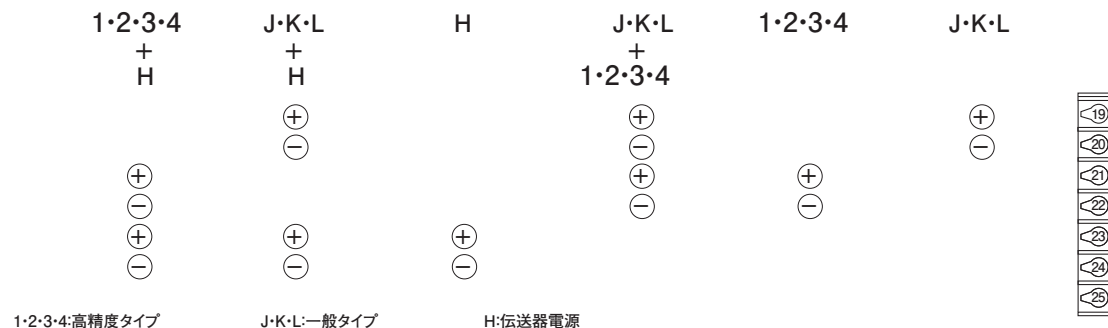 1・2・3・4 J・K・L H J・K・L 1・2・3・4 J・K・L
+ + +
H H 1・2・3・4
⊕ ⊕ ⊕ 19
⊖ ⊖ ⊖ 20
⊕ ⊕ ⊕ 21
⊖ ⊖ ⊖ 22
⊕ ⊕ ⊕ 23
⊖ ⊖ ⊖ 24
25
1・2・3・4:高精度タイプ J・K・L:一般タイプ H:伝送器電源